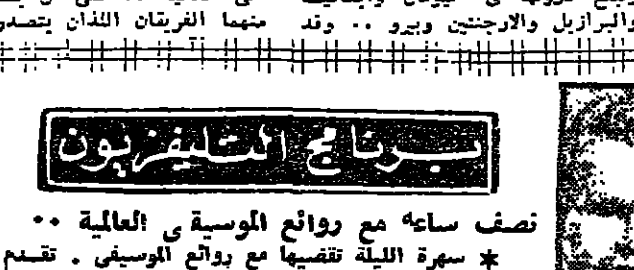 والبرازيل والارجنتين وبيرو .. وقد
منهما الفريقان اللذان يتصدر
برنامج التليفزيون
نصف ساعة مع روائع الموسيقى العالمية ..
* سهرة الليلة تقضيها مع روائع الموسيقى . تقدم